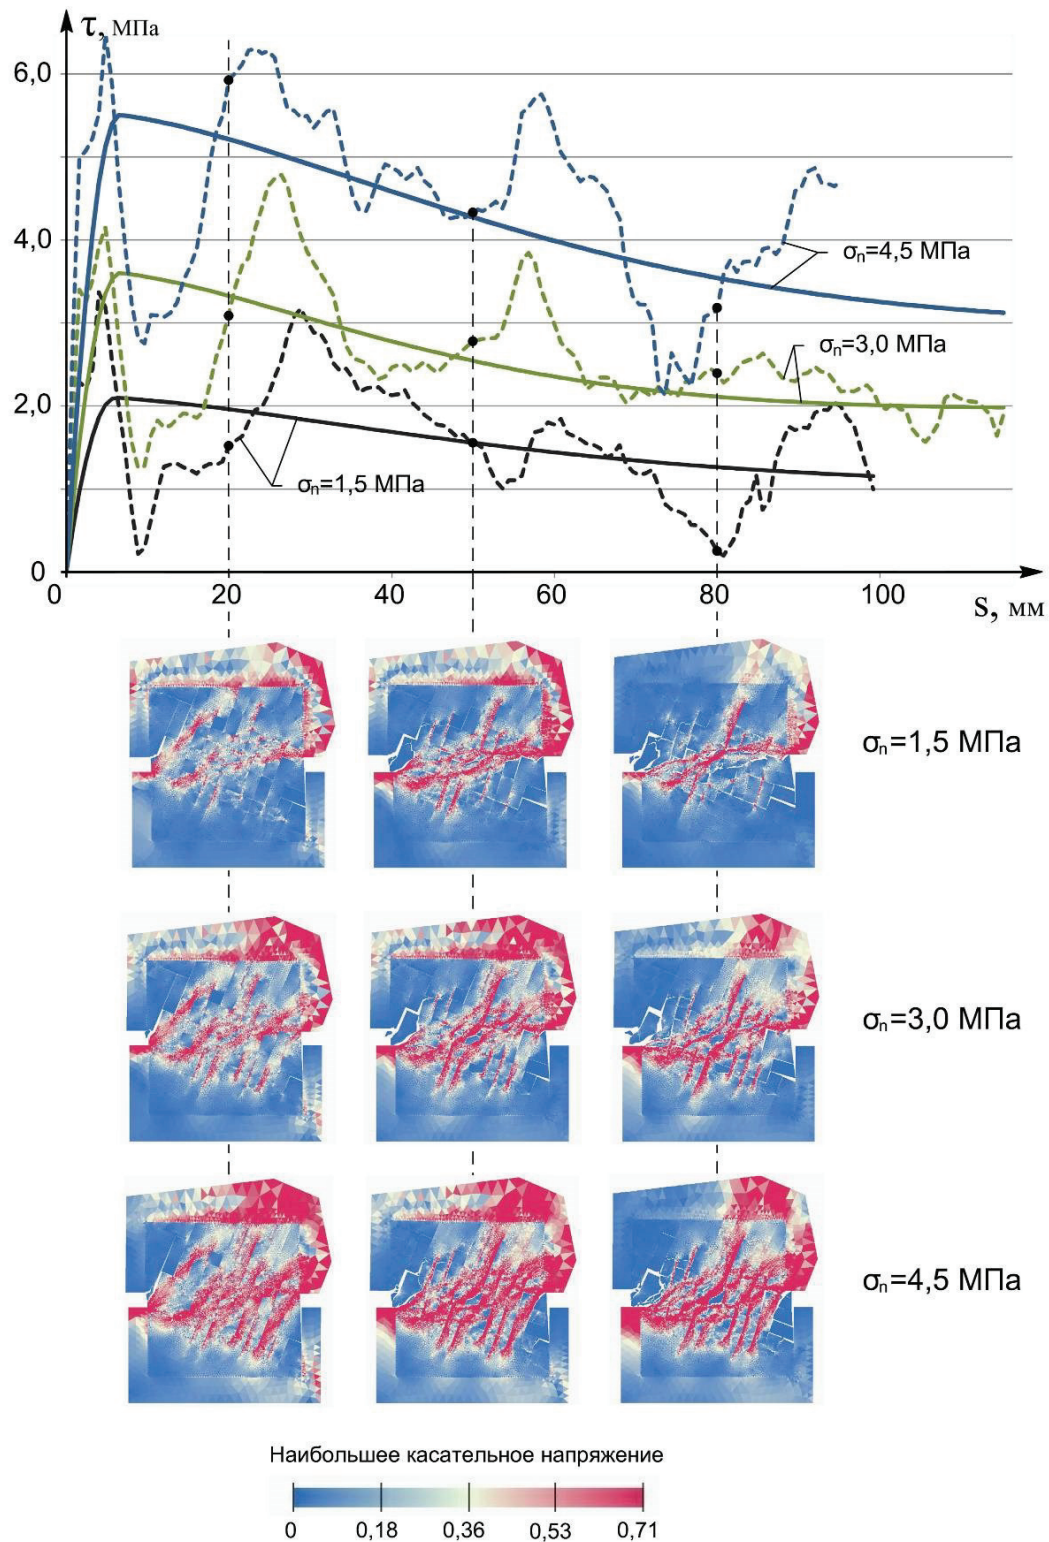 τ, МПа
6,0
4,0
σn=4,5 МПа
σn=3,0 МПа
2,0
σn=1,5 МПа
0
0 20 40 60 80 100
s, мм
σn=1,5 МПа
σn=3,0 МПа
σn=4,5 МПа
Наибольшее касательное напряжение
0 0,18 0,36 0,53 0,71